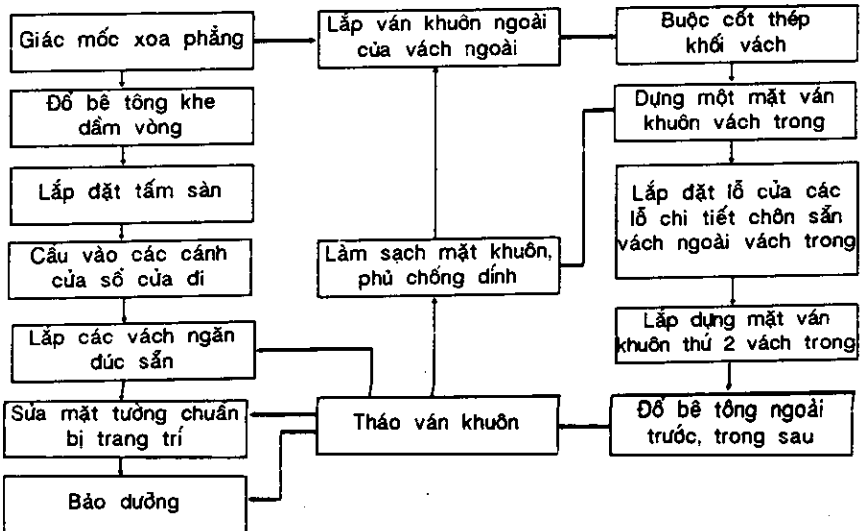 Giác mốc xoa phẳng
Lắp ván khuôn ngoài
của vách ngoài
Buộc cốt thép
khối vách
Đổ bê tông khe
dầm vòng
Dựng một mặt ván
khuôn vách trong
Lắp đặt tấm sàn
Lắp đặt lỗ cửa các
lỗ chi tiết chôn sẵn
vách ngoài vách trong
Cẩu vào các cánh
cửa sổ cửa đi
Làm sạch mặt khuôn,
phủ chống dính
Lắp các vách ngăn
đúc sẵn
Lắp dựng mặt ván
khuôn thứ 2 vách trong
Sửa mặt tường chuẩn
bị trang trí
Tháo ván khuôn
Đổ bê tông ngoài
trước, trong sau
Bảo dưỡng